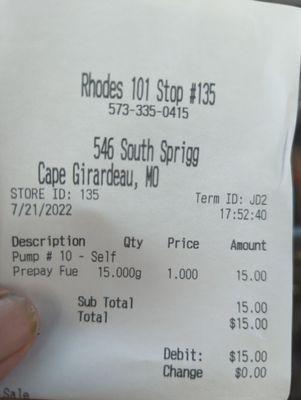 Rhodes 101 Stop #135
573-335-0415
546 South Sprigg
Cape Girardeau, MO
STORE ID: 135 Term ID: JD2
7/21/2022 17:52:40
Description Qty Price Amount
Pump # 10 - Self
Prepay Fue 15.000g 1.000 15.00
Sub Total 15.00
Total $15.00
Debit: $15.00
Change $0.00
Sale